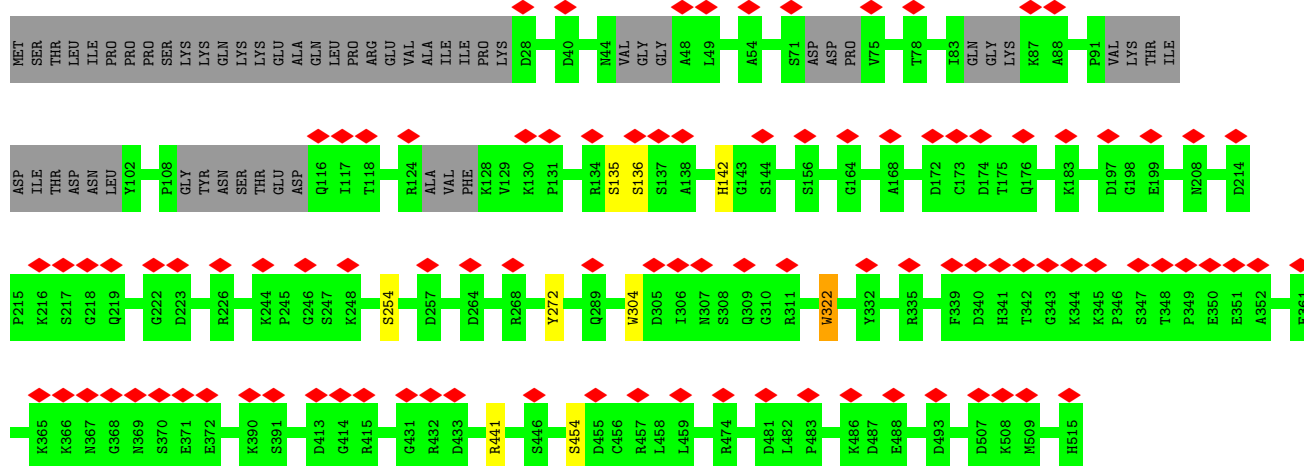 MET SER THR LEU ILE PRO PRO PRO SER LYS LYS GLN LYS LYS GLU ALA GLN LEU PRO ARG GLU VAL ALA ILE ILE PRO LYS D28 D40 N44 VAL GLY GLY A48 L49 A54 S71 ASP ASP PRO V75 T78 I83 GLN GLY LYS K87 A88 P91 VAL LYS THR ILE
ASP ILE THR ASP ASN LEU Y102 P108 GLY TYR ASN SER THR GLU ASP Q116 I117 T118 R124 ALA VAL PHE K128 V129 K130 P131 R134 S135 S136 S137 A138 H142 G143 S144 S156 G164 A168 D172 C173 D174 T175 Q176 K183 D197 G198 E199 N208 D214
P215 K216 S217 G218 Q219 G222 D223 R226 K244 P245 G246 S247 K248 S254 D257 D264 R268 Y272 Q289 W304 D305 I306 N307 S308 Q309 G310 R311 W322 Y332 R335 F339 D340 H341 T342 G343 K344 K345 P346 S347 T348 P349 E350 E351 A352
K365 K366 N367 G368 N369 S370 E371 E372 K390 S391 D413 G414 R415 G431 R432 D433 R441 S446 S454 D455 C456 R457 L458 L459 R474 D481 L482 P483 K486 D487 E488 D493 D507 K508 M509 H515